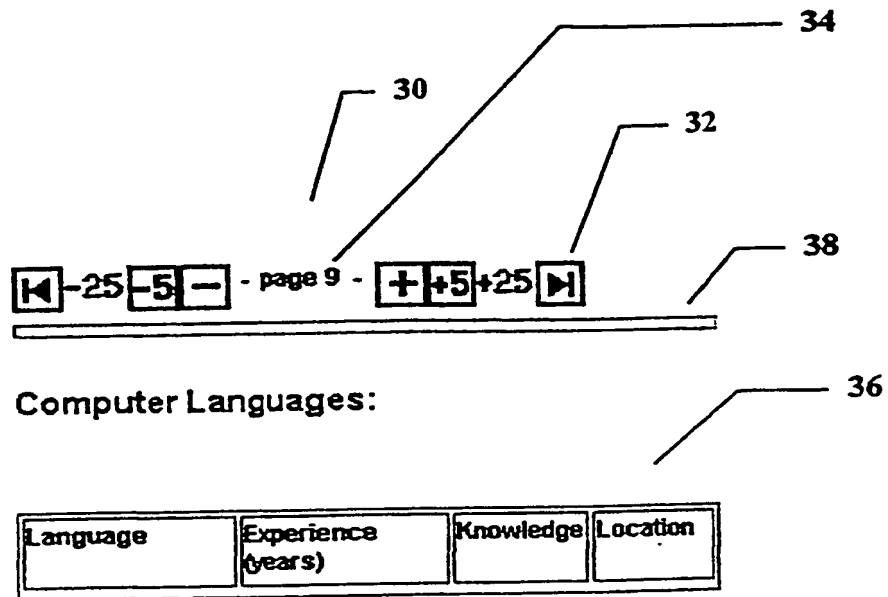 34
30
32
38
-25 -5 - - page 9 - + +5 +25
Computer Languages:
36
Language Experience (years) Knowledge Location